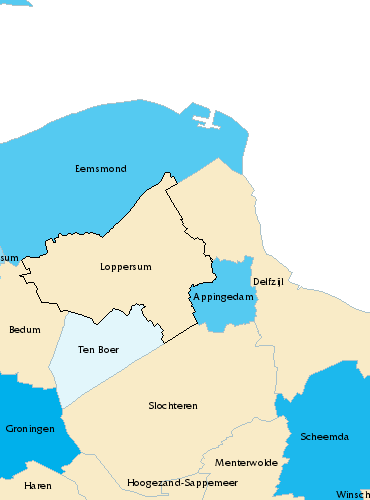 Eemsmond
sum
Loppersum
Delfzijl
Appingedam
Bedum
Ten Boer
Slochteren
Groningen
Scheemda
Menterwolde
Hoogezand-Sappemeer
Haren
Winsch